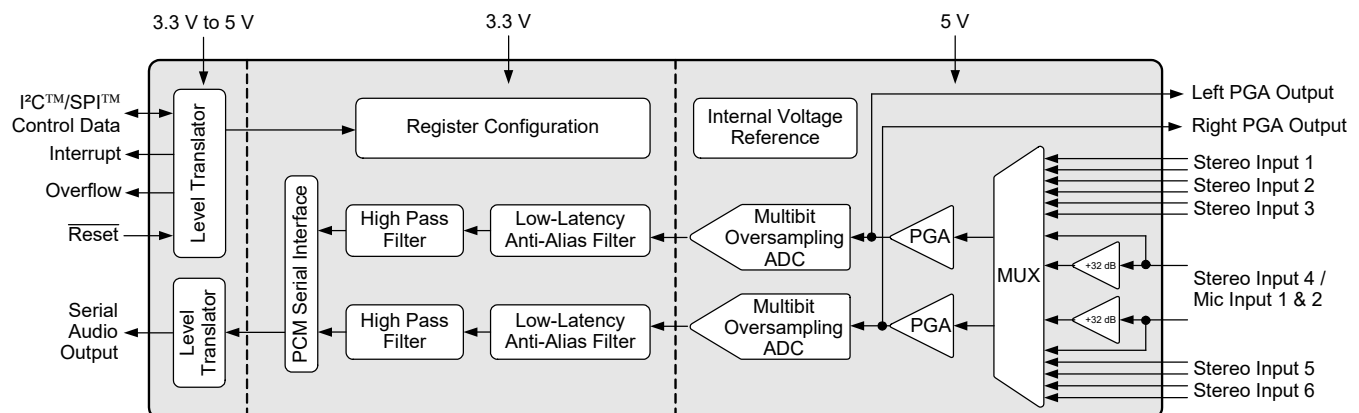 3.3 V to 5 V
3.3 V
5 V
I²C™/SPI™
Control Data
Interrupt
Overflow
Reset
Serial
Audio
Output
Level Translator
Level
Translator
Register Configuration
PCM Serial Interface
High Pass
Filter
Low-Latency
Anti-Alias Filter
High Pass
Filter
Low-Latency
Anti-Alias Filter
Internal Voltage
Reference
Multibit
Oversampling
ADC
Multibit
Oversampling
ADC
PGA
PGA
MUX
+32 dB
+32 dB
Left PGA Output
Right PGA Output
Stereo Input 1
Stereo Input 2
Stereo Input 3
Stereo Input 4 /
Mic Input 1 & 2
Stereo Input 5
Stereo Input 6